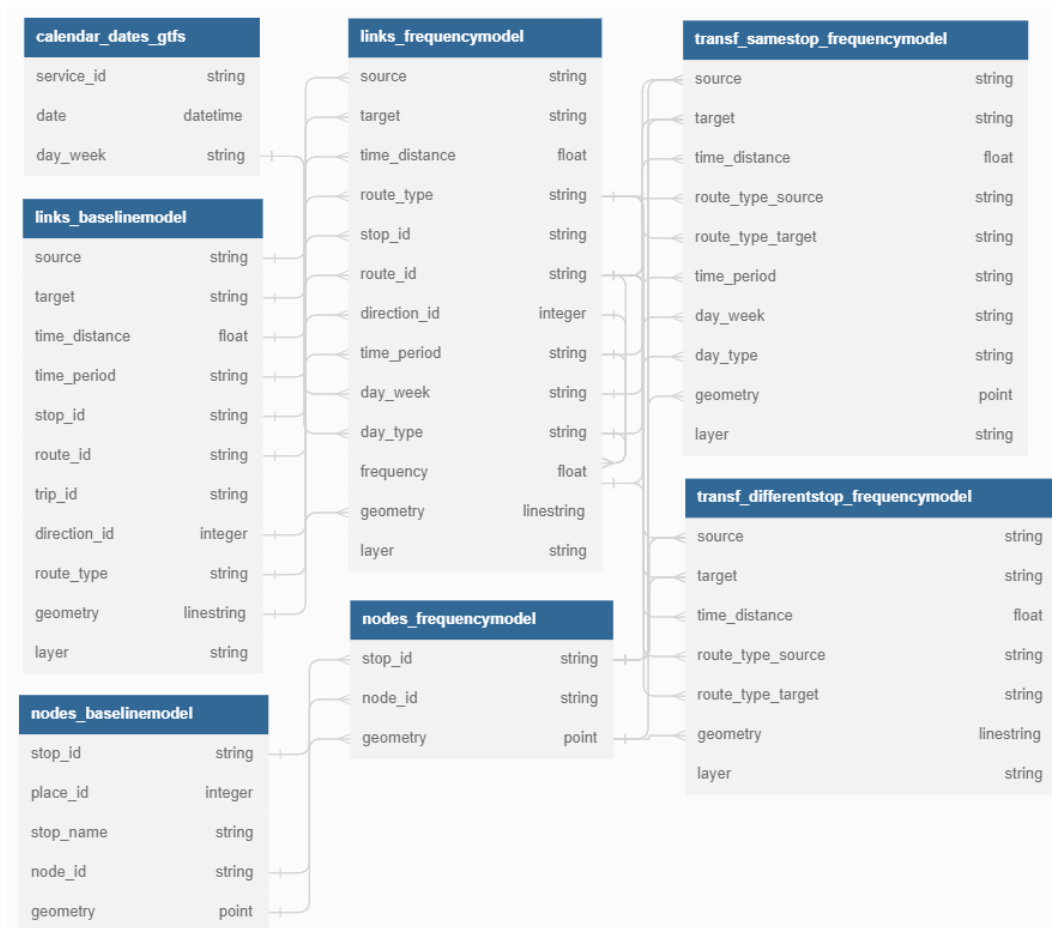 calendar_dates_gtfs
service_id string
date datetime
day_week string
links_baselinemodel
source string
target string
time_distance float
time_period string
stop_id string
route_id string
trip_id string
direction_id integer
route_type string
geometry linestring
layer string
nodes_baselinemodel
stop_id string
place_id integer
stop_name string
node_id string
geometry point
links_frequencymodel
source string
target string
time_distance float
route_type string
stop_id string
route_id string
direction_id integer
time_period string
day_week string
day_type string
frequency float
geometry linestring
layer string
nodes_frequencymodel
stop_id string
node_id string
geometry point
transf_samestop_frequencymodel
source string
target string
time_distance float
route_type_source string
route_type_target string
time_period string
day_week string
day_type string
geometry point
layer string
transf_differentstop_frequencymodel
source string
target string
time_distance float
route_type_source string
route_type_target string
geometry linestring
layer string